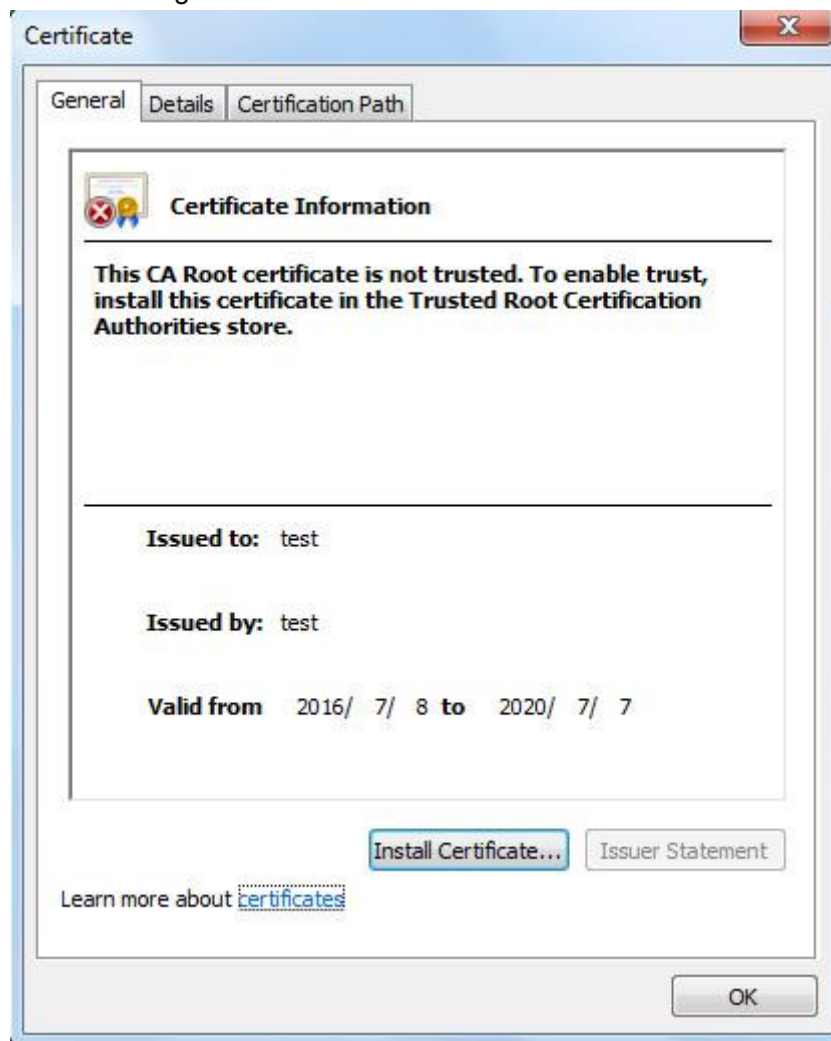 Certificate
General Details Certification Path
Certificate Information
This CA Root certificate is not trusted. To enable trust,
install this certificate in the Trusted Root Certification
Authorities store.
Issued to: test
Issued by: test
Valid from 2016/ 7/ 8 to 2020/ 7/ 7
Install Certificate... Issuer Statement
Learn more about certificates
OK